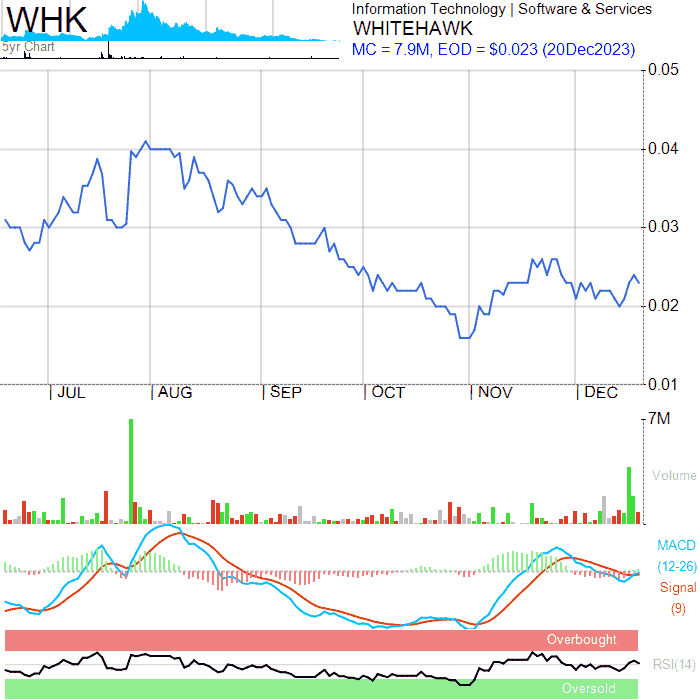 WHK
5yr Chart
Information Technology | Software & Services
WHITEHAWK
MC = 7.9M, EOD = $0.023 (20Dec2023)
0.05
0.04
0.03
0.02
0.01
JUL AUG SEP OCT NOV DEC
7M
Volume
MACD
(12-26)
Signal
(9)
Overbought
RSI(14)
Oversold